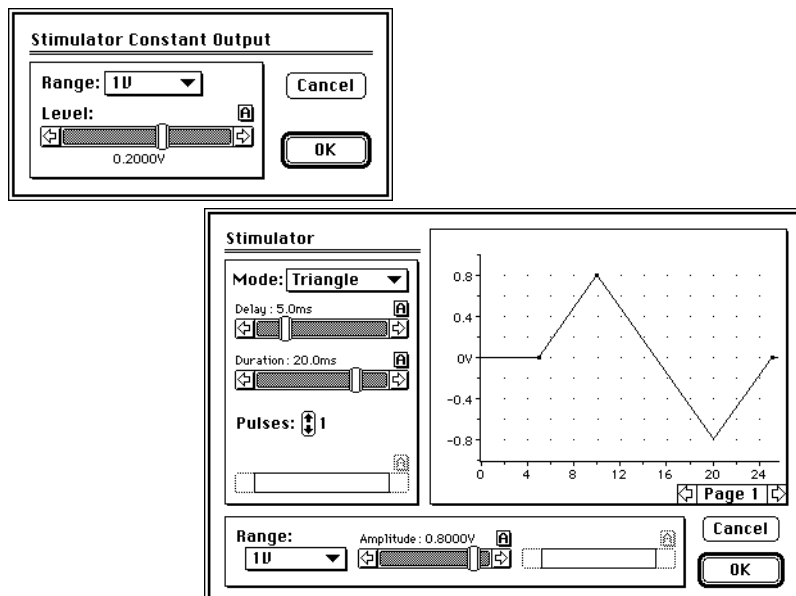 Stimulator Constant Output
Range: 1V
Cancel
Level:
A
0.2000V
OK
Stimulator
Mode: Triangle
Delay : 5.0ms
A
Duration : 20.0ms
A
Pulses: 1
A
0.8
0.4
0V
-0.4
-0.8
0 4 8 12 16 20 24
Page 1
Range:
1V
Amplitude : 0.8000V
A
A
Cancel
OK